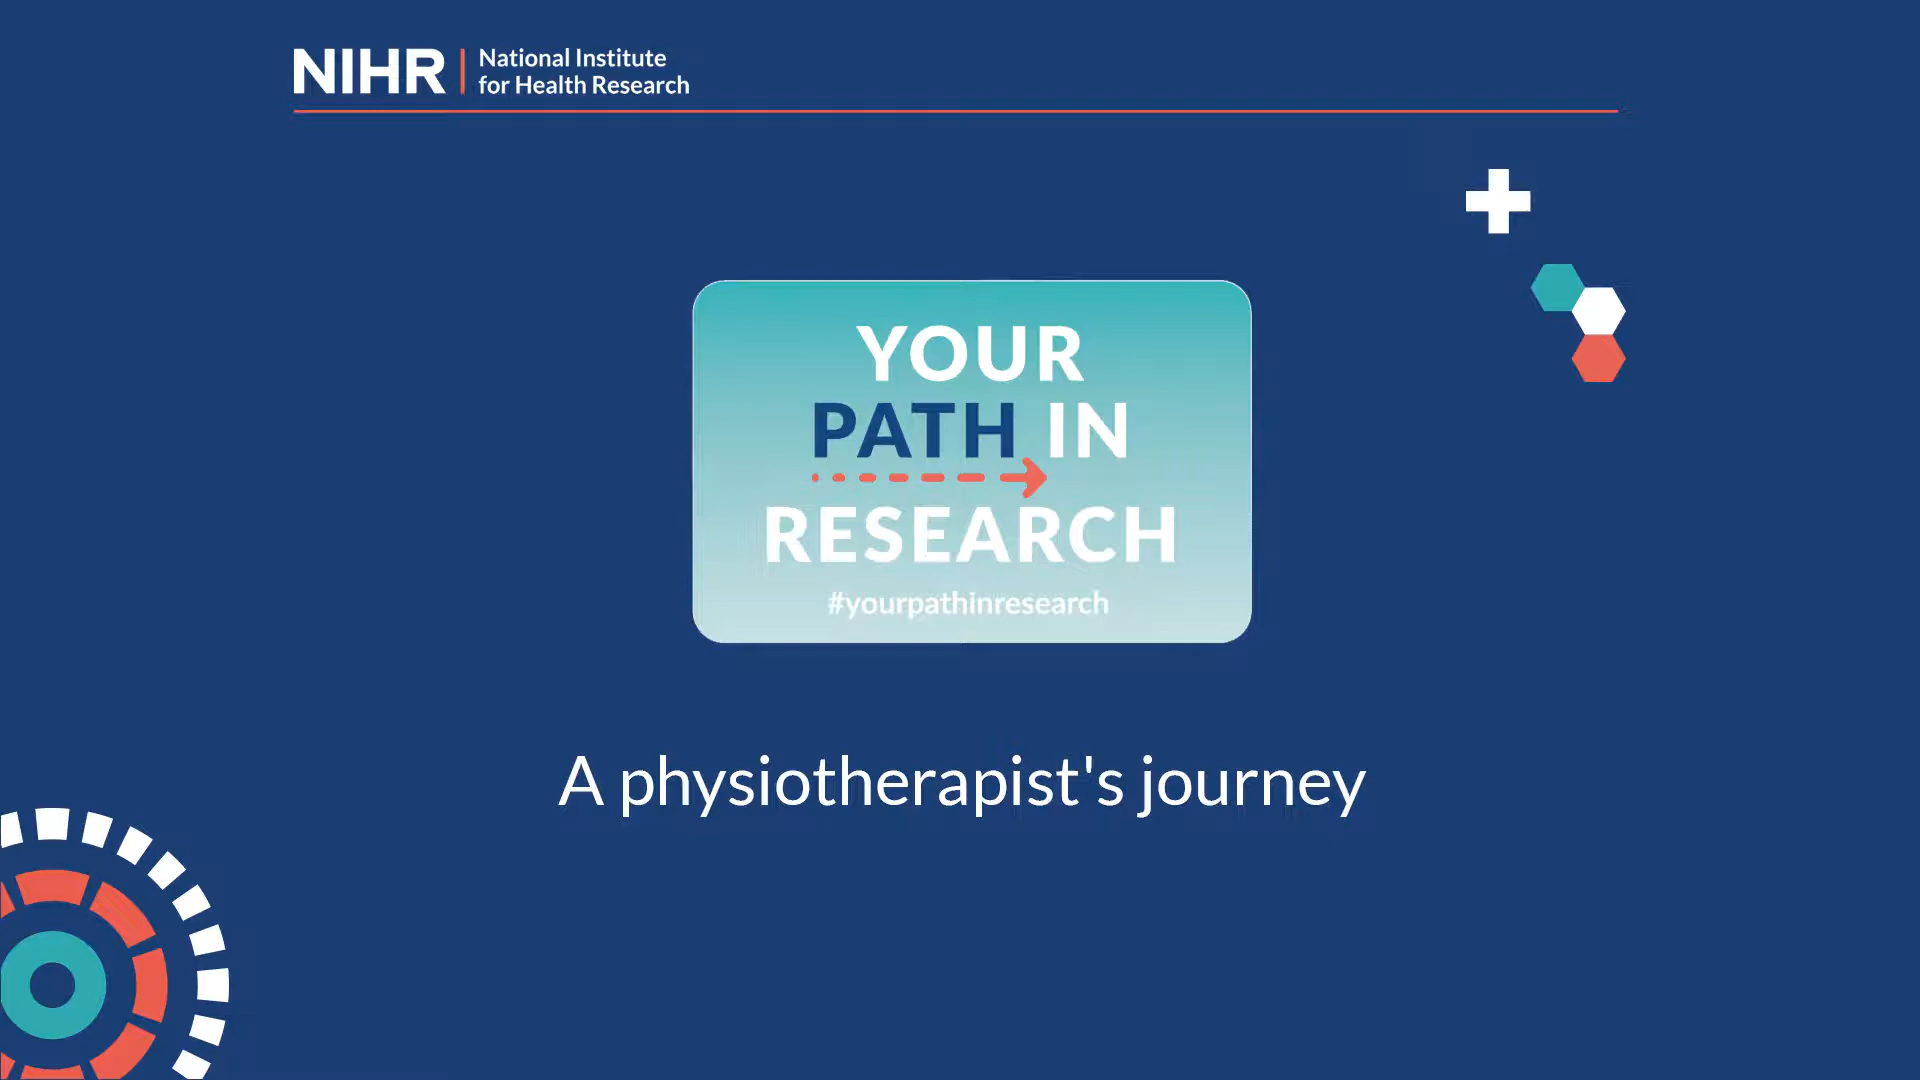 NIHR | National Institute
for Health Research
YOUR
PATH IN
RESEARCH
#yourpathinresearch
A physiotherapist's journey